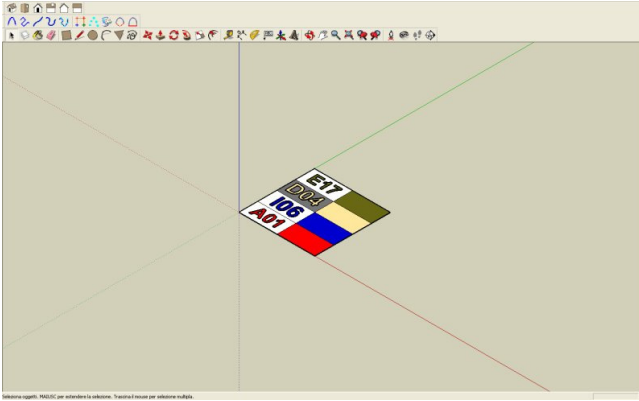 E17
D04
I06
A01
Seleziona oggetti. MAIUSC per estendere la selezione. Trascina il mouse per selezione multipla.